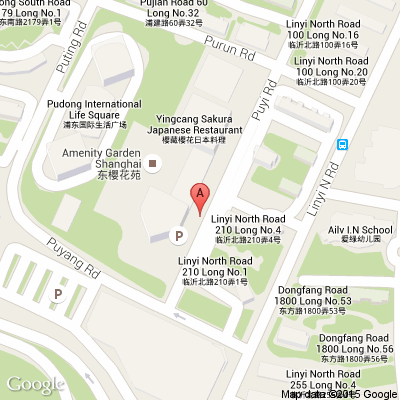 ong South Road
179 Long No.1
东南路2179弄1号
Pujian Road 60
Long No.32
浦建路60弄32号
Puting Rd
Purun Rd
Linyi North Road
100 Long No.16
临沂北路100弄16号
Linyi North Road
100 Long No.20
临沂北路100弄20号
Puyi Rd
Pudong International
Life Square
浦东国际生活广场
Yingcang Sakura
Japanese Restaurant
樱藏樱花日本料理
Amenity Garden
Shanghai
东樱花苑
Linyi N Rd
A
P
Linyi North Road
210 Long No.4
临沂北路210弄4号
Ailv I.N School
爱绿幼儿园
Puyang Rd
Linyi North Road
210 Long No.1
临沂北路210弄1号
P
Dongfang Road
1800 Long No.53
东方路1800弄53号
Dongfang Road
1800 Long No.56
东方路1800弄56号
Linyi North Road
255 Long No.4
Google
Map data ©2015 Google